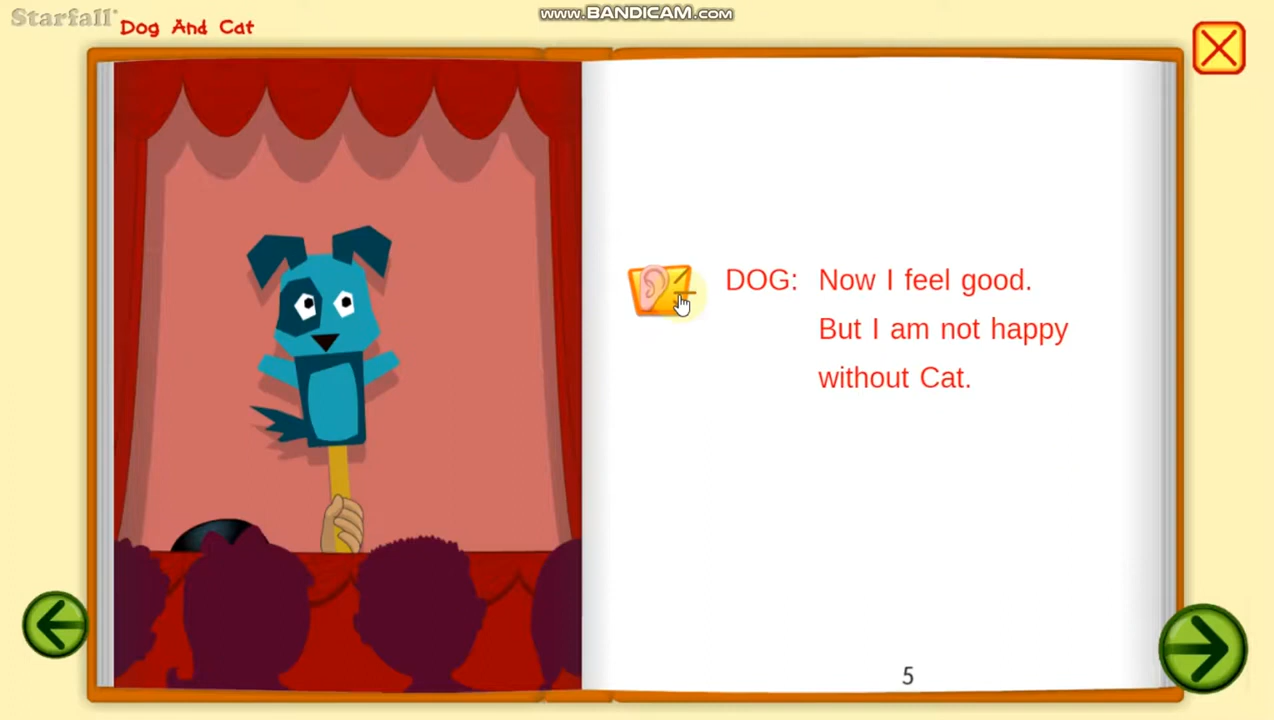 Starfall
www.BANDICAM.com
Dog And Cat
DOG: Now I feel good.
But I am not happy
without Cat.
5